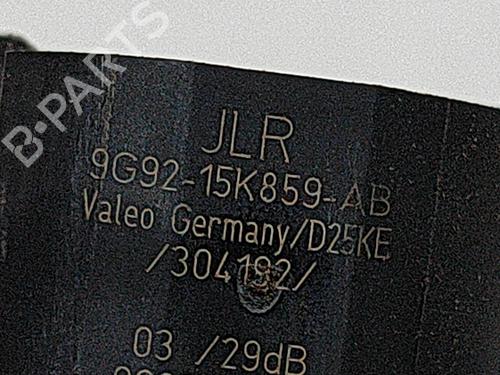 B-PARTS
JLR
9G92-15K859-AB
Valeo Germany/D25KE
/304192/
03 /29dB